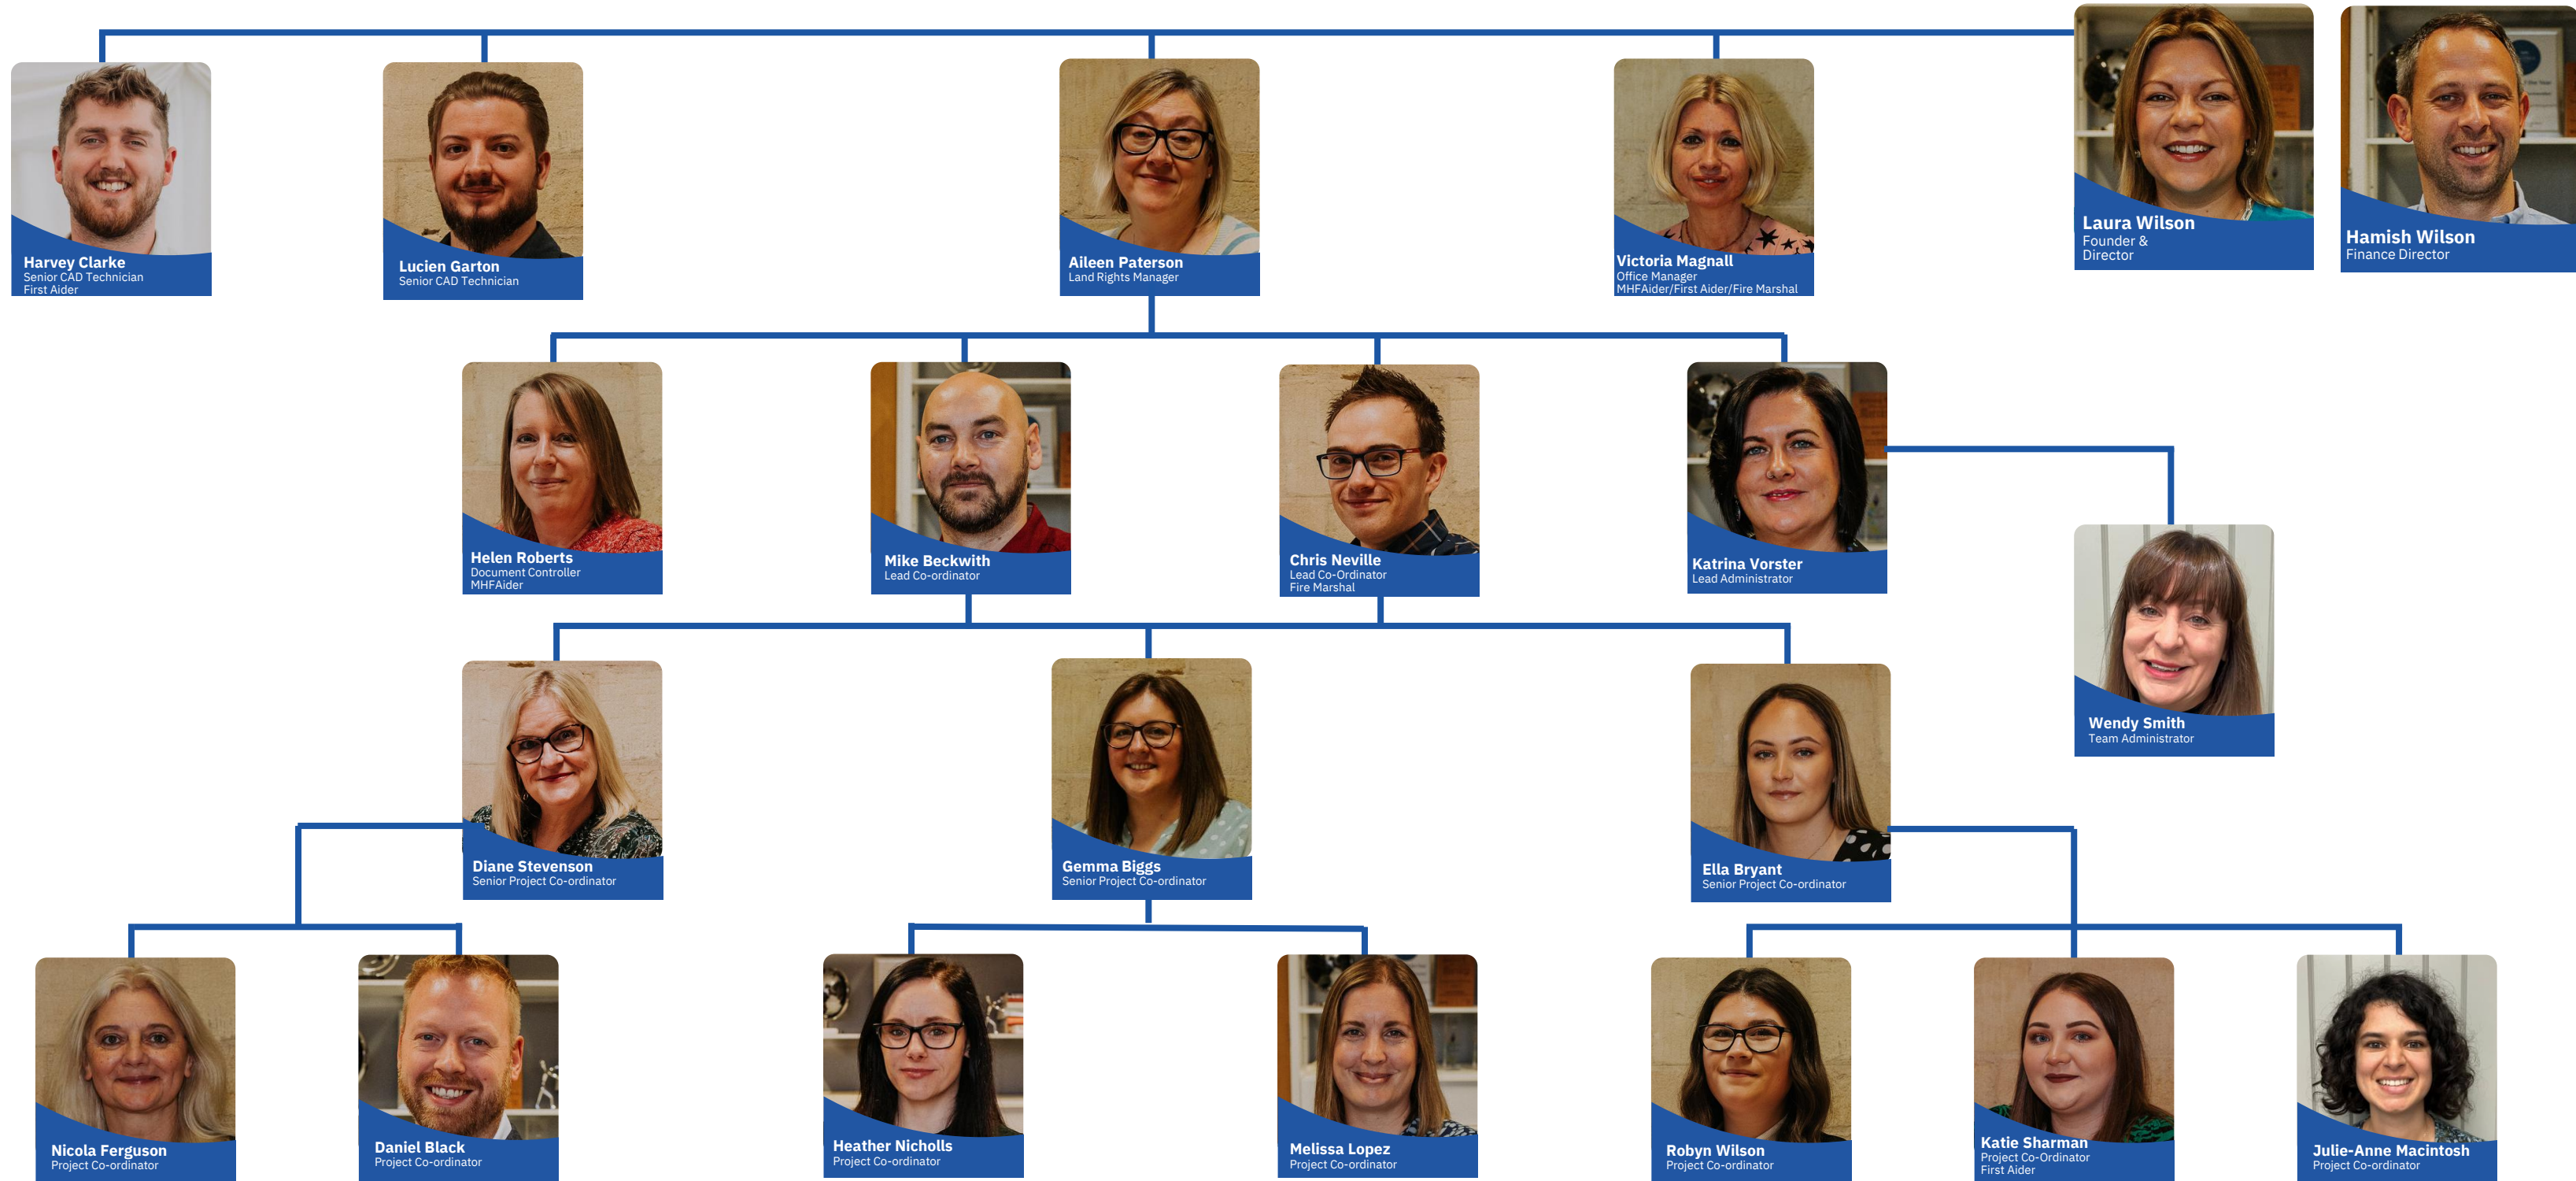 Harvey Clarke
Senior CAD Technician
First Aider
Lucien Garton
Senior CAD Technician
Aileen Paterson
Land Rights Manager
Victoria Magnall
Office Manager
MHFAider/First Aider/Fire Marshal
Laura Wilson
Founder &
Director
Hamish Wilson
Finance Director
Helen Roberts
Document Controller
MHFAider
Mike Beckwith
Lead Co-ordinator
Chris Neville
Lead Co-Ordinator
Fire Marshal
Katrina Vorster
Lead Administrator
Wendy Smith
Team Administrator
Diane Stevenson
Senior Project Co-ordinator
Gemma Biggs
Senior Project Co-ordinator
Ella Bryant
Senior Project Co-ordinator
Nicola Ferguson
Project Co-ordinator
Daniel Black
Project Co-ordinator
Heather Nicholls
Project Co-ordinator
Melissa Lopez
Project Co-ordinator
Robyn Wilson
Project Co-ordinator
Katie Sharman
Project Co-Ordinator
First Aider
Julie-Anne Macintosh
Project Co-ordinator